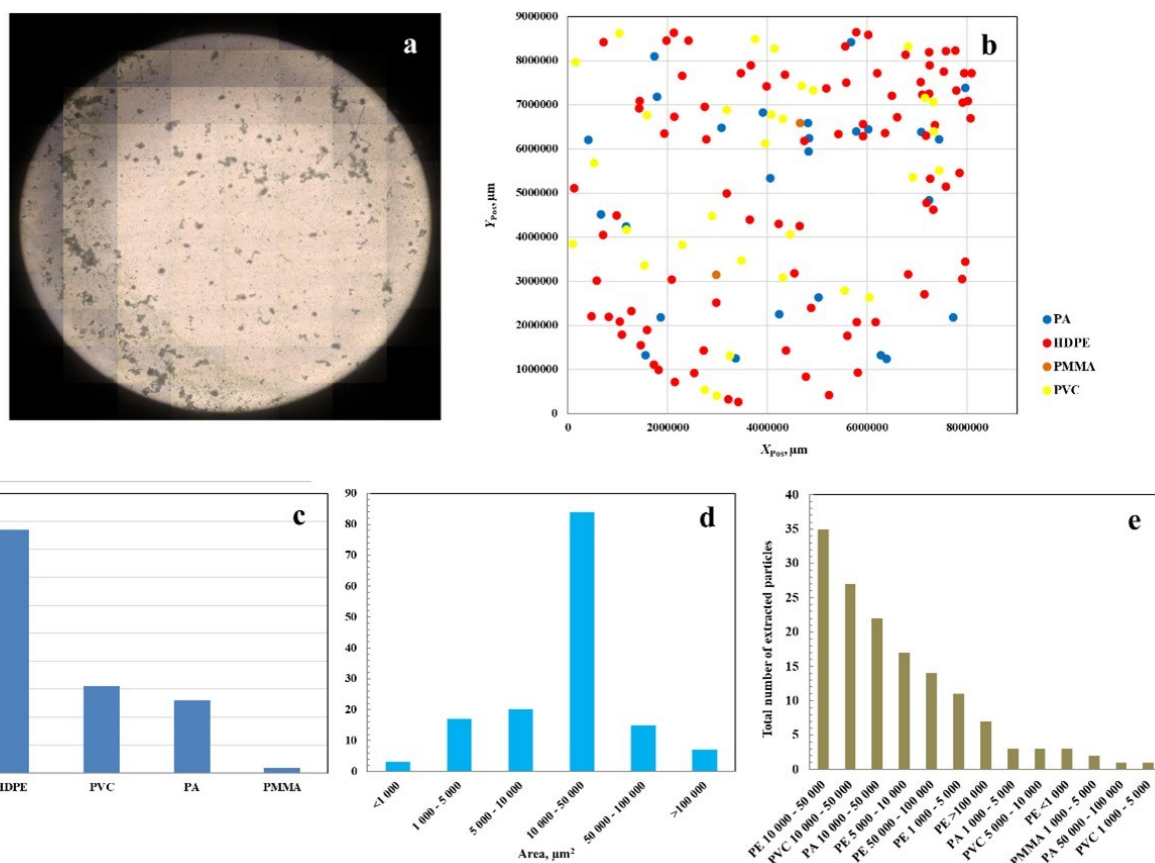 a
b
9000000
8000000
7000000
6000000
5000000
4000000
3000000
2000000
1000000
0
Y_Pos, µm
0 2000000 4000000 6000000 8000000
X_Pos, µm
PA
HDPE
PMMA
PVC
c
HDPE PVC PA PMMA
d
90
80
70
60
50
40
30
20
10
0
<1 000
1 000 - 5 000
5 000 - 10 000
10 000 - 50 000
50 000 - 100 000
>100 000
Area, µm²
e
Total number of extracted particles
40
35
30
25
20
15
10
5
0
PE 10 000 - 50 000
PVC 10 000 - 50 000
PA 10 000 - 50 000
PE 5 000 - 10 000
PE 50 000 - 100 000
PE 1 000 - 5 000
PE >100 000
PA 1 000 - 5 000
PVC 5 000 - 10 000
PE <1 000
PMMA 1 000 - 5 000
PA 50 000 - 100 000
PVC 1 000 - 5 000